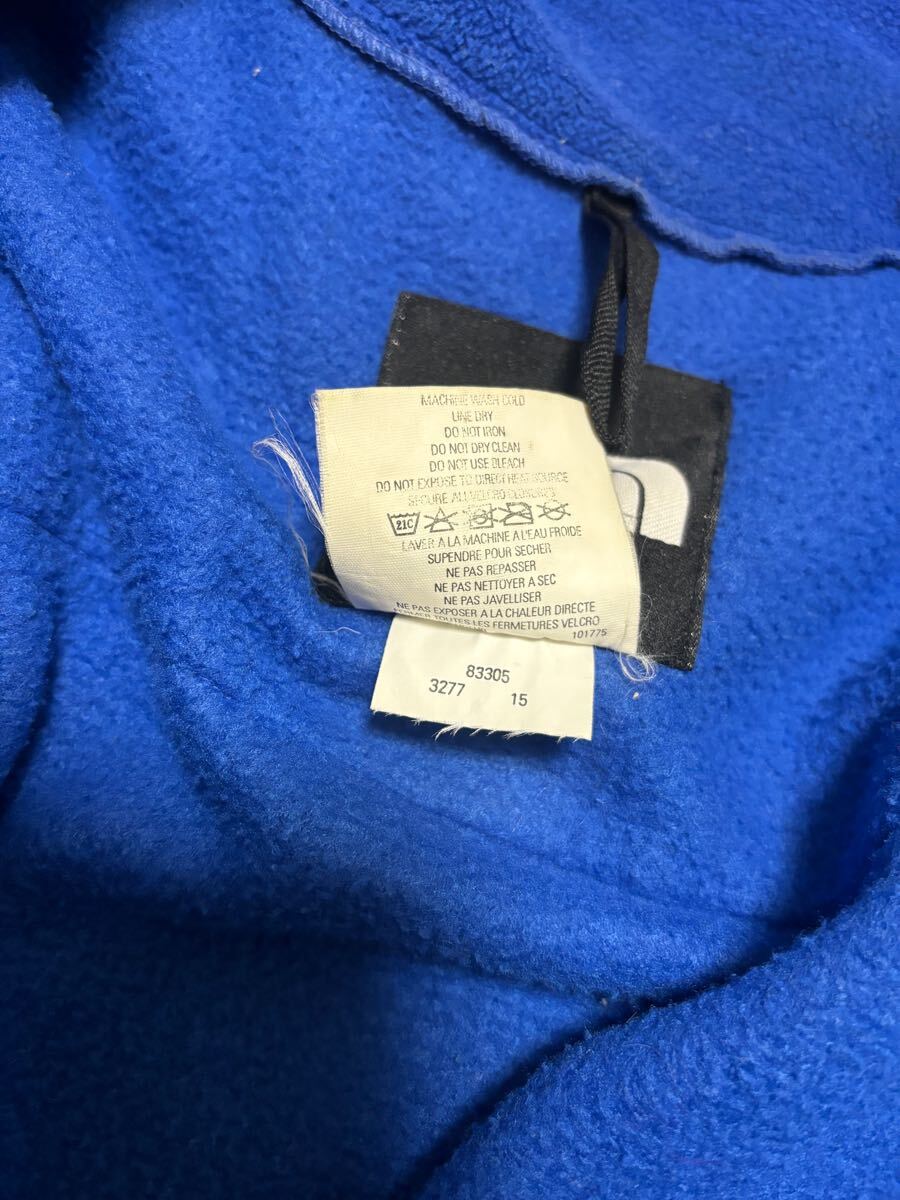 MACHINE WASH COLD
LINE DRY
DO NOT IRON
DO NOT DRY CLEAN
DO NOT USE BLEACH
DO NOT EXPOSE TO DIRECT HEAT SOURCE
SECURE ALL VELCRO CLOSURES
21C
LAVER A LA MACHINE A L'EAU FROIDE
SUPENDRE POUR SECHER
NE PAS REPASSER
NE PAS NETTOYER A SEC
NE PAS JAVELLISER
NE PAS EXPOSER A LA CHALEUR DIRECTE
FERMER TOUTES LES FERMETURES VELCRO
101775
83305
3277 15